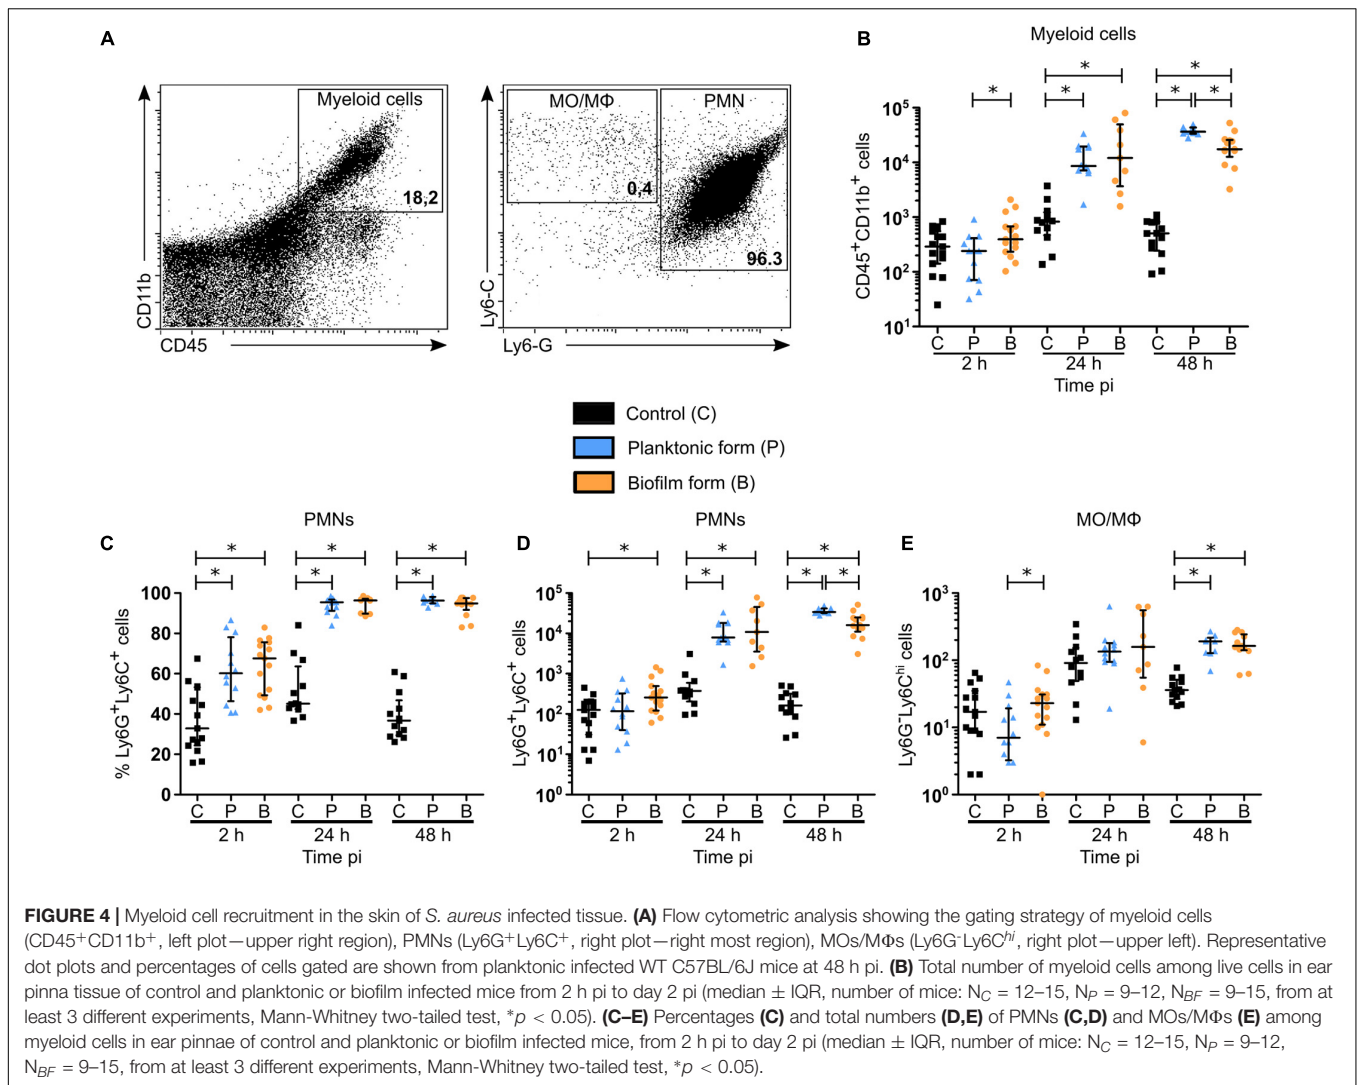 A
Myeloid cells
18,2
CD11b
CD45
MO/MΦ
PMN
0,4
96.3
Ly6-C
Ly6-G
B
Myeloid cells
* * * * * * *
CD45⁺CD11b⁺ cells
10⁵
10⁴
10³
10²
10¹
C P B C P B C P B
2 h 24 h 48 h
Time pi
Control (C)
Planktonic form (P)
Biofilm form (B)
C
PMNs
* * * * * *
% Ly6G⁺Ly6C⁺ cells
100
80
60
40
20
0
C P B C P B C P B
2 h 24 h 48 h
Time pi
D
PMNs
* * * * * *
Ly6G⁺Ly6C⁺ cells
10⁵
10⁴
10³
10²
10¹
10⁰
C P B C P B C P B
2 h 24 h 48 h
Time pi
E
MO/MΦ
* * *
Ly6G⁻Ly6Cʰⁱ cells
10³
10²
10¹
10⁰
C P B C P B C P B
2 h 24 h 48 h
Time pi
FIGURE 4 | Myeloid cell recruitment in the skin of S. aureus infected tissue. (A) Flow cytometric analysis showing the gating strategy of myeloid cells
(CD45⁺CD11b⁺, left plot—upper right region), PMNs (Ly6G⁺Ly6C⁺, right plot—right most region), MOs/MΦs (Ly6G⁻Ly6Cʰⁱ, right plot—upper left). Representative
dot plots and percentages of cells gated are shown from planktonic infected WT C57BL/6J mice at 48 h pi. (B) Total number of myeloid cells among live cells in ear
pinna tissue of control and planktonic or biofilm infected mice from 2 h pi to day 2 pi (median ± IQR, number of mice: N_C = 12–15, N_P = 9–12, N_BF = 9–15, from at
least 3 different experiments, Mann-Whitney two-tailed test, *p < 0.05). (C–E) Percentages (C) and total numbers (D,E) of PMNs (C,D) and MOs/MΦs (E) among
myeloid cells in ear pinnae of control and planktonic or biofilm infected mice, from 2 h pi to day 2 pi (median ± IQR, number of mice: N_C = 12–15, N_P = 9–12,
N_BF = 9–15, from at least 3 different experiments, Mann-Whitney two-tailed test, *p < 0.05).